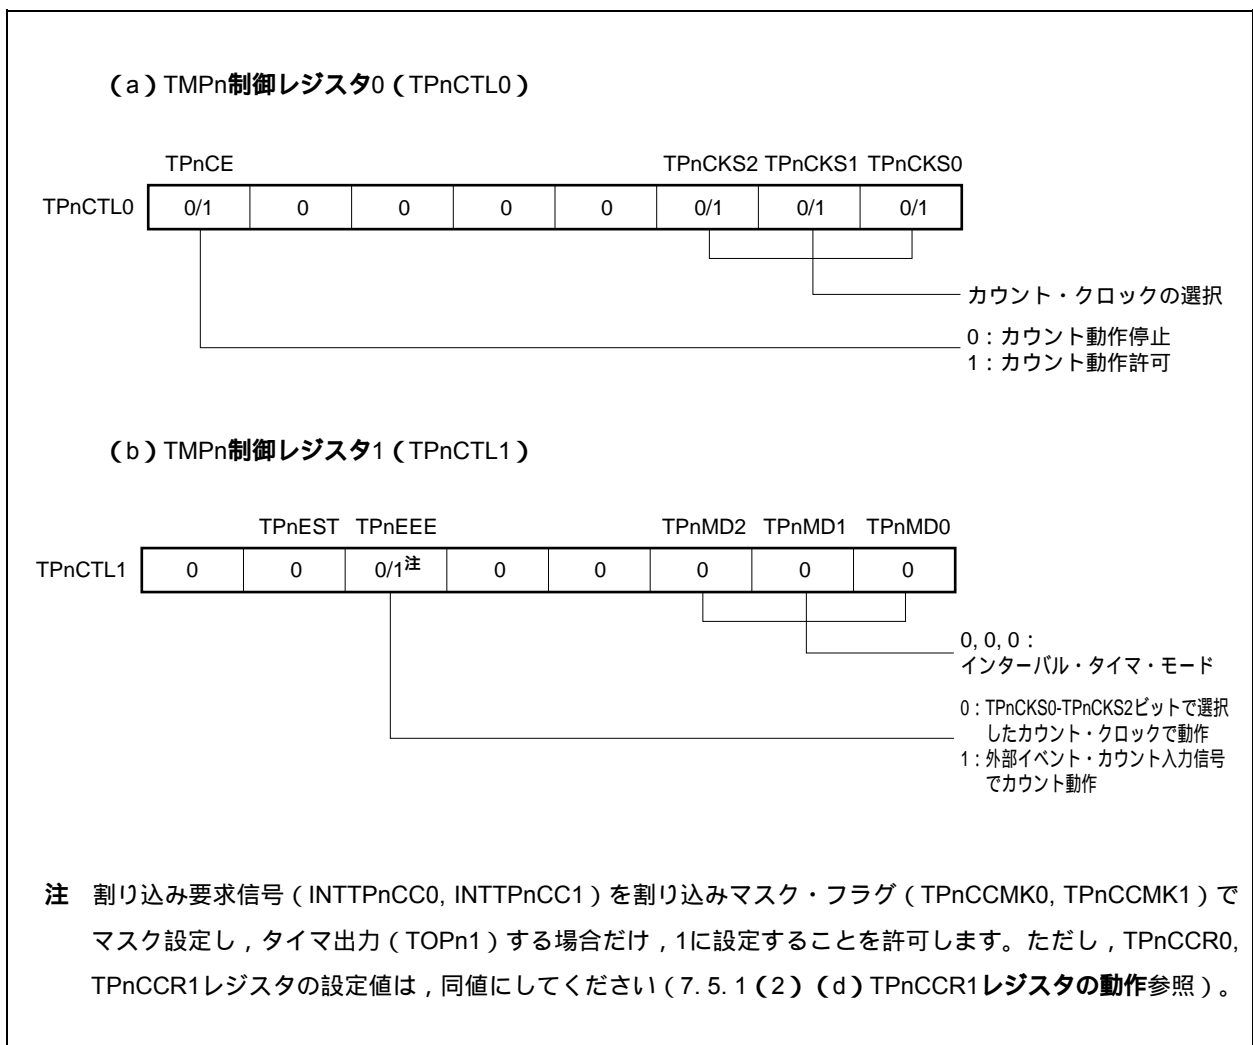 (a)TMPn制御レジスタ0(TPnCTL0)
TPnCE TPnCKS2 TPnCKS1 TPnCKS0
TPnCTL0 0/1 0 0 0 0 0/1 0/1 0/1
カウント・クロックの選択
0:カウント動作停止
1:カウント動作許可
(b)TMPn制御レジスタ1(TPnCTL1)
TPnEST TPnEEE TPnMD2 TPnMD1 TPnMD0
TPnCTL1 0 0 0/1注 0 0 0 0 0
0, 0, 0:
インターバル・タイマ・モード
0:TPnCKS0-TPnCKS2ビットで選択
したカウント・クロックで動作
1:外部イベント・カウント入力信号
でカウント動作
注 割り込み要求信号(INTTPnCC0, INTTPnCC1)を割り込みマスク・フラグ(TPnCCMK0, TPnCCMK1)で
マスク設定し,タイマ出力(TOPn1)する場合だけ,1に設定することを許可します。ただし,TPnCCR0,
TPnCCR1レジスタの設定値は,同値にしてください(7. 5. 1(2)(d)TPnCCR1レジスタの動作参照)。